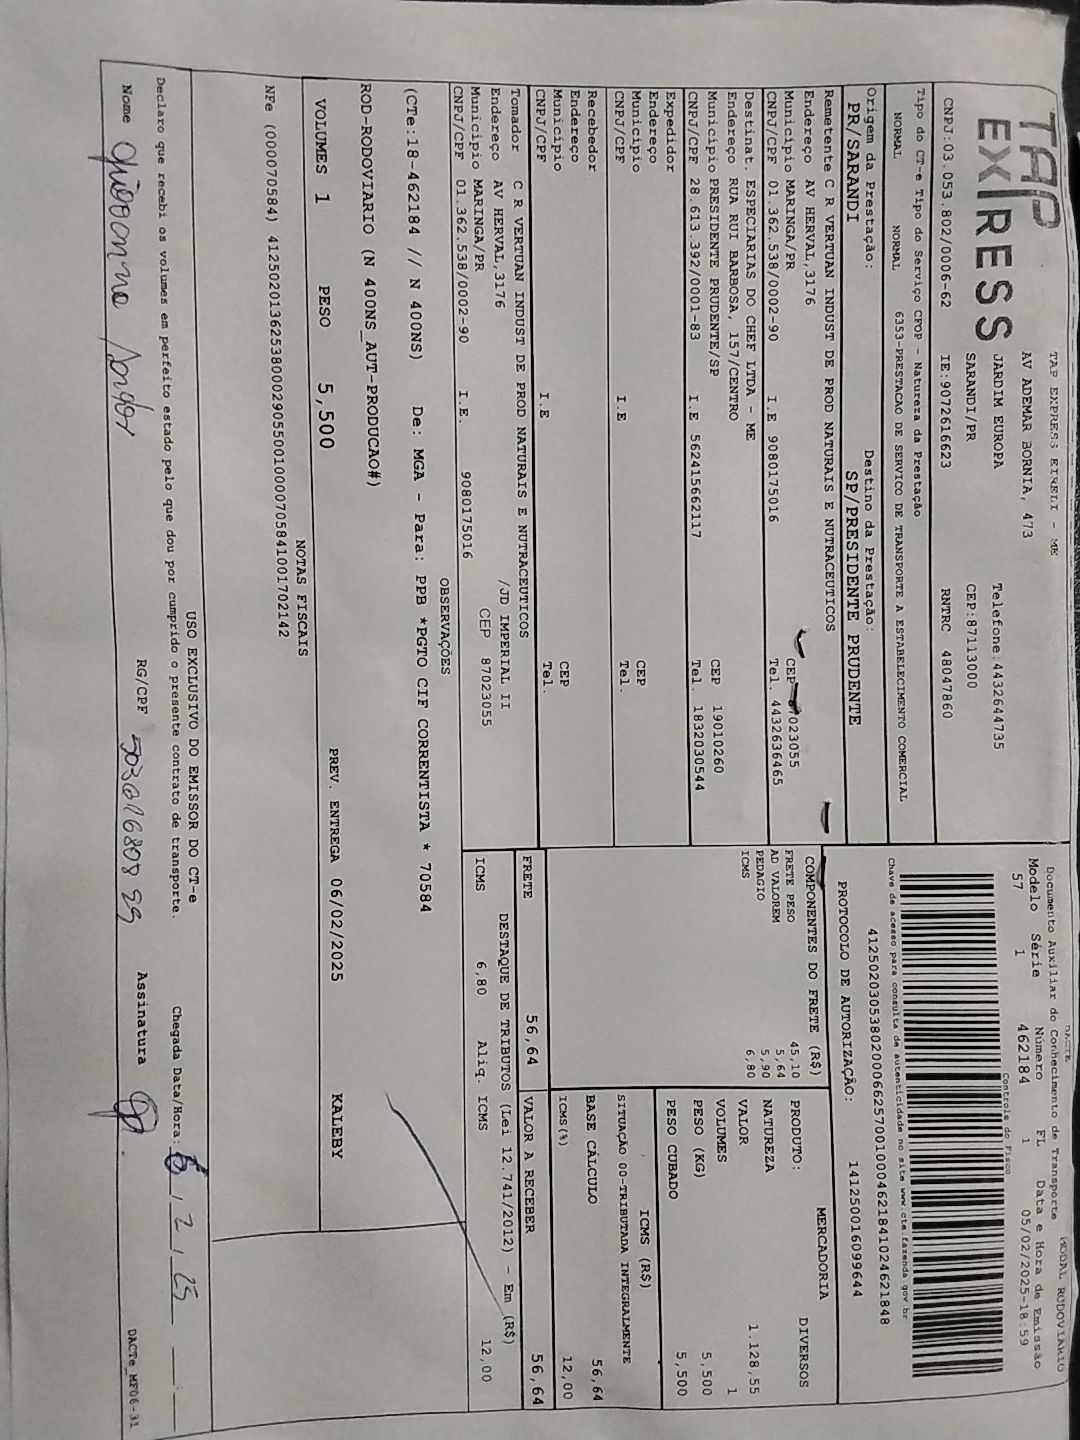 TAP EXPRESS EIRELI - ME
TAP
EXPRESS
AV ADEMAR BORNIA, 473
JARDIM EUROPA Telefone:4432644735
SARANDI/PR CEP:87113000
CNPJ:03.053.802/0006-62 IE:9072616623 RNTRC 48047860
DACTE MODAL RODOVIARIO
Documento Auxiliar do Conhecimento de Transporte
Modelo Série Número FL Data e Hora de Emissão
57 1 462184 1 05/02/2025-18:59
Controle do Fisco
Chave de acesso para consulta de autenticidade no site www.cte.fazenda.gov.br
41250203053802000662570010004621841024621848
PROTOCOLO DE AUTORIZAÇÃO: 141250016099644
Tipo do CT-e Tipo do Serviço CFOP - Natureza da Prestação
NORMAL NORMAL 6353-PRESTACAO DE SERVICO DE TRANSPORTE A ESTABELECIMENTO COMERCIAL
Origem da Prestação: Destino da Prestação:
PR/SARANDI SP/PRESIDENTE PRUDENTE
Remetente C R VERTUAN INDUST DE PROD NATURAIS E NUTRACEUTICOS
Endereço AV HERVAL,3176
Município MARINGA/PR CEP 87023055
CNPJ/CPF 01.362.538/0002-90 I.E 9080175016 Tel. 4432636465
Destinat. ESPECIARIAS DO CHEF LTDA - ME
Endereço RUA RUI BARBOSA, 157/CENTRO
Município PRESIDENTE PRUDENTE/SP CEP 19010260
CNPJ/CPF 28.613.392/0001-83 I.E 562415662117 Tel. 1832030544
Expedidor
Endereço
Município CEP
CNPJ/CPF I.E Tel.
Recebedor
Endereço
Município CEP
CNPJ/CPF I.E Tel.
Tomador C R VERTUAN INDUST DE PROD NATURAIS E NUTRACEUTICOS
Endereço AV HERVAL,3176 /JD IMPERIAL II
Município MARINGA/PR CEP 87023055
CNPJ/CPF 01.362.538/0002-90 I.E. 9080175016
COMPONENTES DO FRETE (R$)
FRETE PESO 45,10
AD VALOREM 5,64
PEDAGIO 5,90
ICMS 6,80
MERCADORIA
PRODUTO: DIVERSOS
NATUREZA
VALOR 1.128,55
VOLUMES 1
PESO (KG) 5,500
PESO CUBADO 5,500
ICMS (R$)
SITUAÇÃO 00-TRIBUTADA INTEGRALMENTE
BASE CÁLCULO 56,64
ICMS(%) 12,00
FRETE 56,64 VALOR A RECEBER 56,64
DESTAQUE DE TRIBUTOS (Lei 12.741/2012) - Em (R$)
ICMS 6,80 Aliq. ICMS 12,00
OBSERVAÇÕES
(CTe:18-462184 // N 400NS) De: MGA - Para: PPB *PGTO CIF CORRENTISTA * 70584
ROD-RODOVIARIO (N 400NS_AUT-PRODUCAO#)
VOLUMES 1 PESO 5,500 PREV. ENTREGA 06/02/2025 KALEBY
NOTAS FISCAIS
NFe (000070584) 41250201362538000290550010000705841001702142
USO EXCLUSIVO DO EMISSOR DO CT-e
Declaro que recebi os volumes em perfeito estado pelo que dou por cumprido o presente contrato de transporte. Chegada Data/Hora: 6 / 2 / 25
Nome RG/CPF Assinatura
DACTe_MF06-31